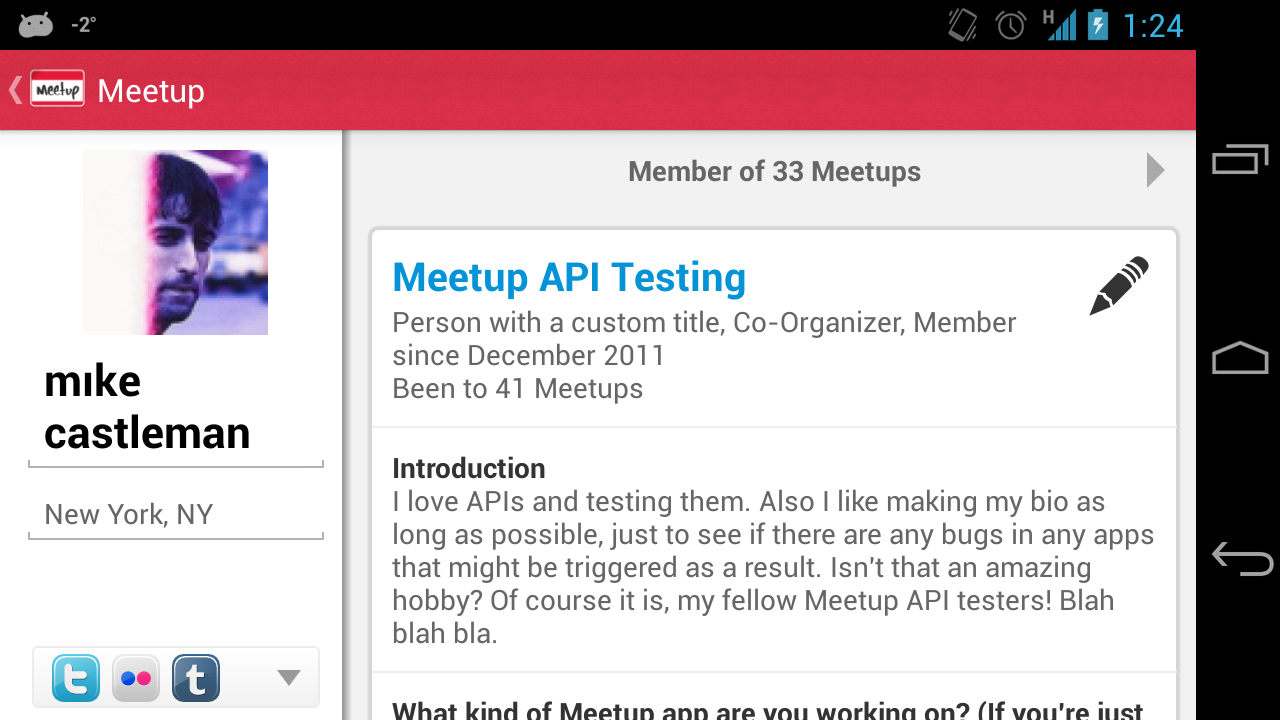 -2°
H
1:24
Meetup
Meetup
mıke
castleman
New York, NY
t
t
Member of 33 Meetups
Meetup API Testing
Person with a custom title, Co-Organizer, Member
since December 2011
Been to 41 Meetups
Introduction
I love APIs and testing them. Also I like making my bio as
long as possible, just to see if there are any bugs in any apps
that might be triggered as a result. Isn't that an amazing
hobby? Of course it is, my fellow Meetup API testers! Blah
blah bla.
What kind of Meetup app are you working on? (If you're just